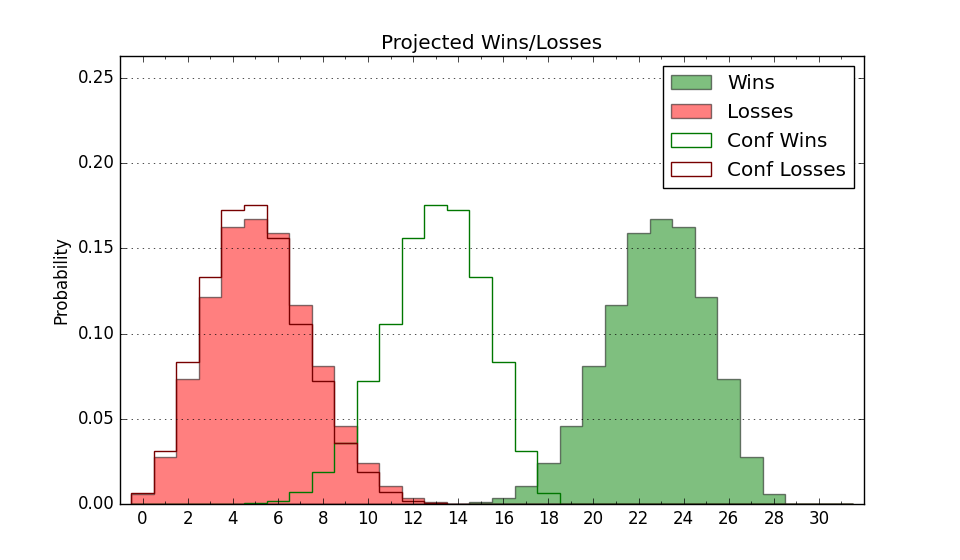 Projected Wins/Losses
0.25
0.20
0.15
0.10
0.05
0.00
Probability
Wins
Losses
Conf Wins
Conf Losses
0 2 4 6 8 10 12 14 16 18 20 22 24 26 28 30